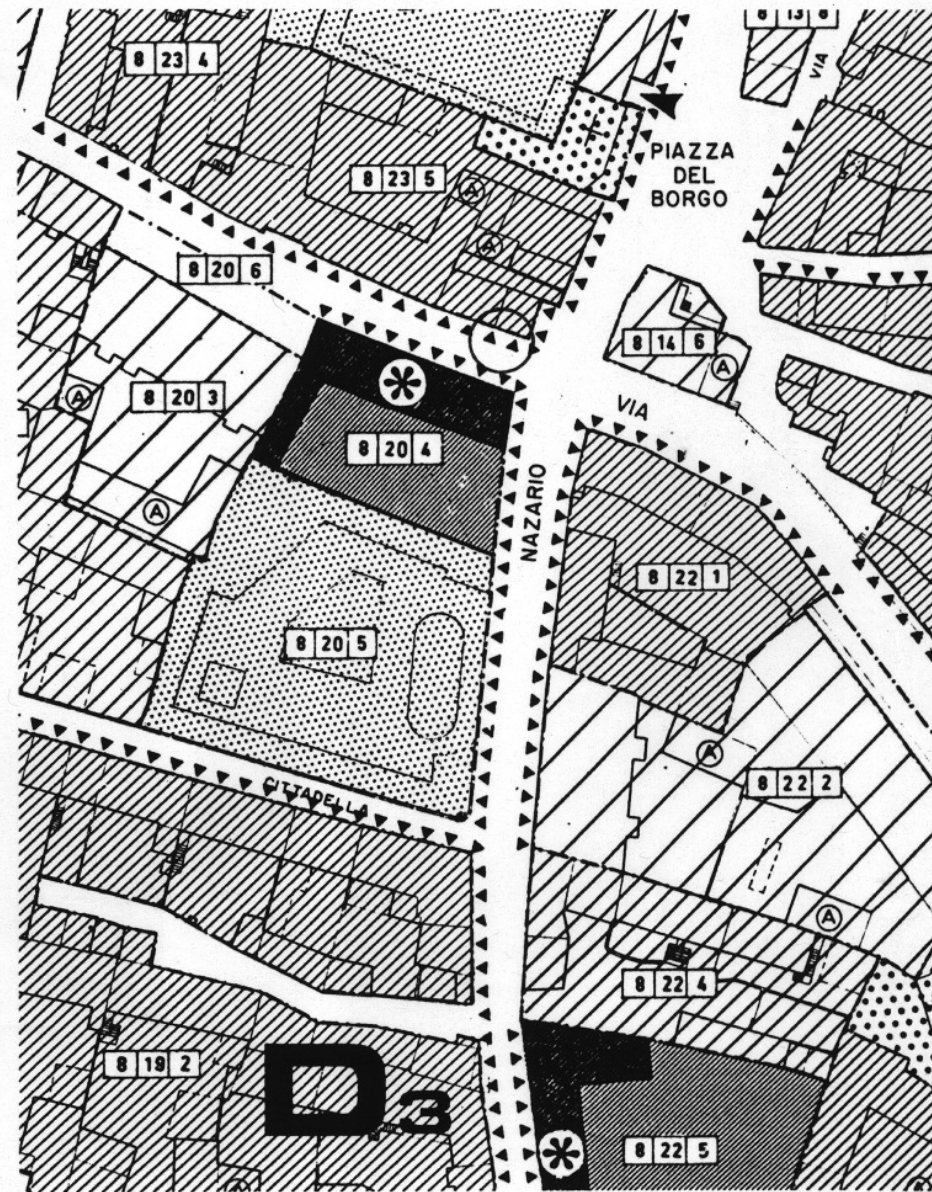 8 13 8
8 23 4
VIA
PIAZZA
DEL
BORGO
8 23 5
A
A
8 20 6
8 14 6
A
8 20 3
A
VIA
8 20 4
NAZARIO
A
8 22 1
8 20 5
A
8 22 2
CITTADELLA
A
8 22 4
8 19 2
D3
8 22 5
A
A